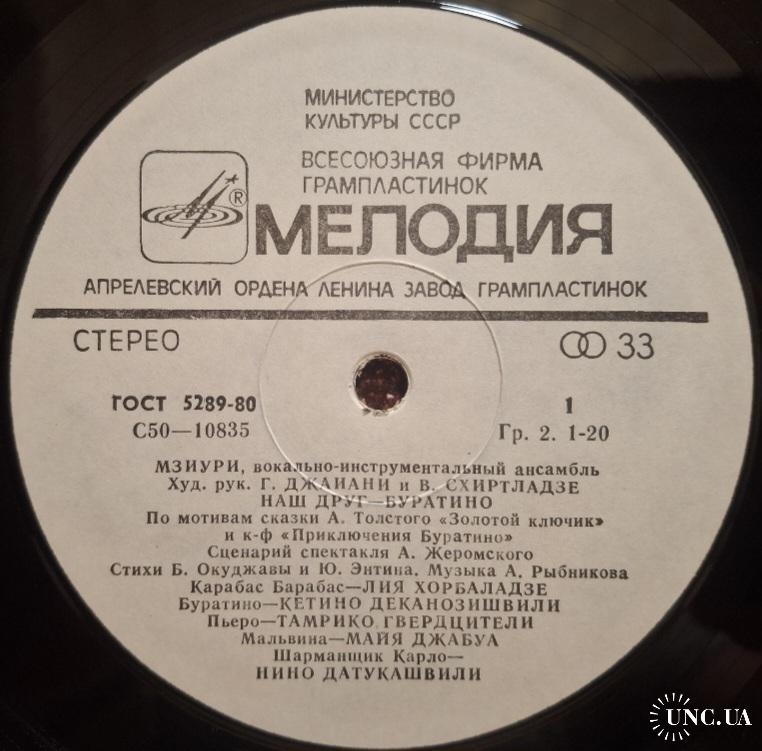 МИНИСТЕРСТВО
КУЛЬТУРЫ СССР
ВСЕСОЮЗНАЯ ФИРМА
ГРАМПЛАСТИНОК
® МЕЛОДИЯ
АПРЕЛЕВСКИЙ ОРДЕНА ЛЕНИНА ЗАВОД ГРАМПЛАСТИНОК
СТЕРЕО 33
ГОСТ 5289-80 1
С50—10835 Гр. 2. 1-20
МЗИУРИ, вокально-инструментальный ансамбль
Худ. рук. Г. ДЖАИАНИ и В. СХИРТЛАДЗЕ
НАШ ДРУГ—БУРАТИНО
По мотивам сказки А. Толстого «Золотой ключик»
и к-ф «Приключения Буратино»
Сценарий спектакля А. Жеромского
Стихи Б. Окуджавы и Ю. Энтина. Музыка А. Рыбникова
Карабас Барабас—ЛИЯ ХОРБАЛАДЗЕ
Буратино—КЕТИНО ДЕКАНОЗИШВИЛИ
Пьеро—ТАМРИКО ГВЕРДЦИТЕЛИ
Мальвина—МАЙЯ ДЖАБУА
Шарманщик Карло—
НИНО ДАТУКАШВИЛИ
UNC.UA